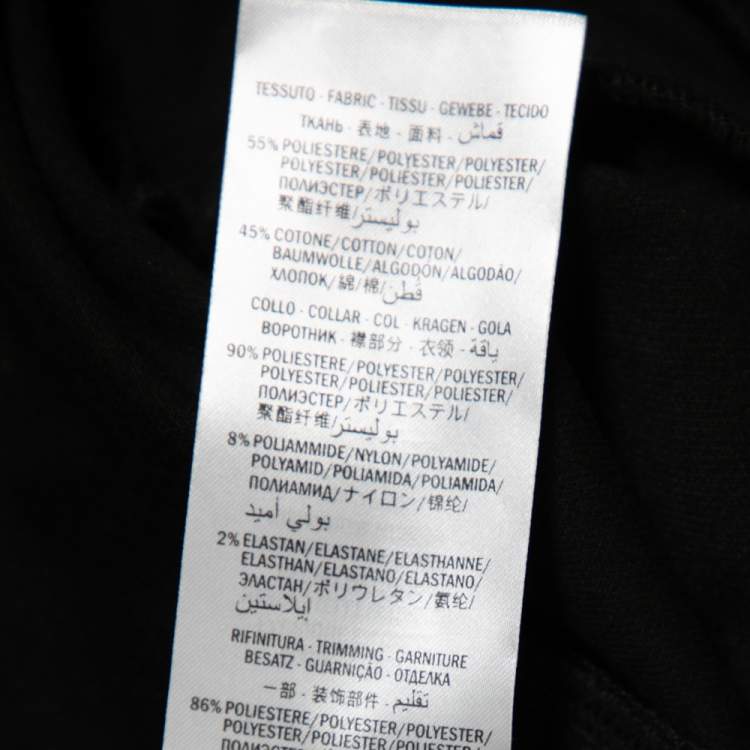 TESSUTO - FABRIC - TISSU - GEWEBE - TECIDO
ТКАНЬ - 表地 - 面料 - قماش
55% POLIESTERE/POLYESTER/POLYESTER/
POLYESTER/POLIÉSTER/POLIÉSTER/
ПОЛИЭСТЕР/ポリエステル/
聚酯纤维/بوليستر
45% COTONE/COTTON/COTON/
BAUMWOLLE/ALGODÓN/ALGODÃO/
ХЛОПОК/綿/棉/قطن
COLLO - COLLAR - COL - KRAGEN - GOLA
ВОРОТНИК - 襟部分 - 衣领 - ياقة
90% POLIESTERE/POLYESTER/POLYESTER/
POLYESTER/POLIÉSTER/POLIÉSTER/
ПОЛИЭСТЕР/ポリエステル/
聚酯纤维/بوليستر
8% POLIAMMIDE/NYLON/POLYAMIDE/
POLYAMID/POLIAMIDA/POLIAMIDA/
ПОЛИАМИД/ナイロン/锦纶/
بولي أميد
2% ELASTAN/ELASTANE/ELASTHANNE/
ELASTHAN/ELASTANO/ELASTANO/
ЭЛАСТАН/ポリウレタン/氨纶/
إيلاستين
RIFINITURA - TRIMMING - GARNITURE
BESATZ - GUARNIÇÃO - ОТДЕЛКА
一部 - 装饰部件 - تقليم
86% POLIESTERE/POLYESTER/POLYESTER/
POLYESTER/POLIÉSTER/POLIÉSTER/
ПОЛИЭСТЕР/